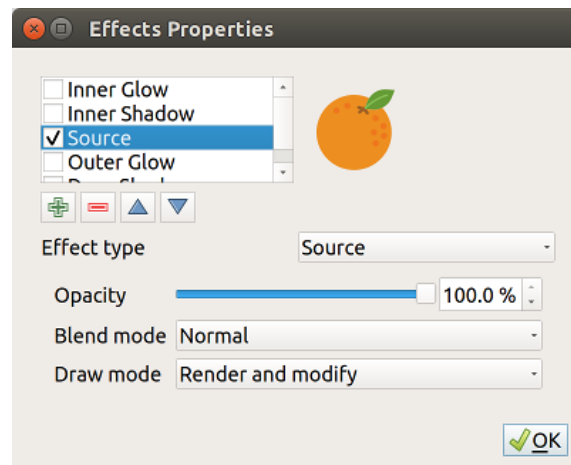 Effects Properties
Inner Glow
Inner Shadow
Source
Outer Glow
Effect type Source
Opacity 100.0 %
Blend mode Normal
Draw mode Render and modify
OK